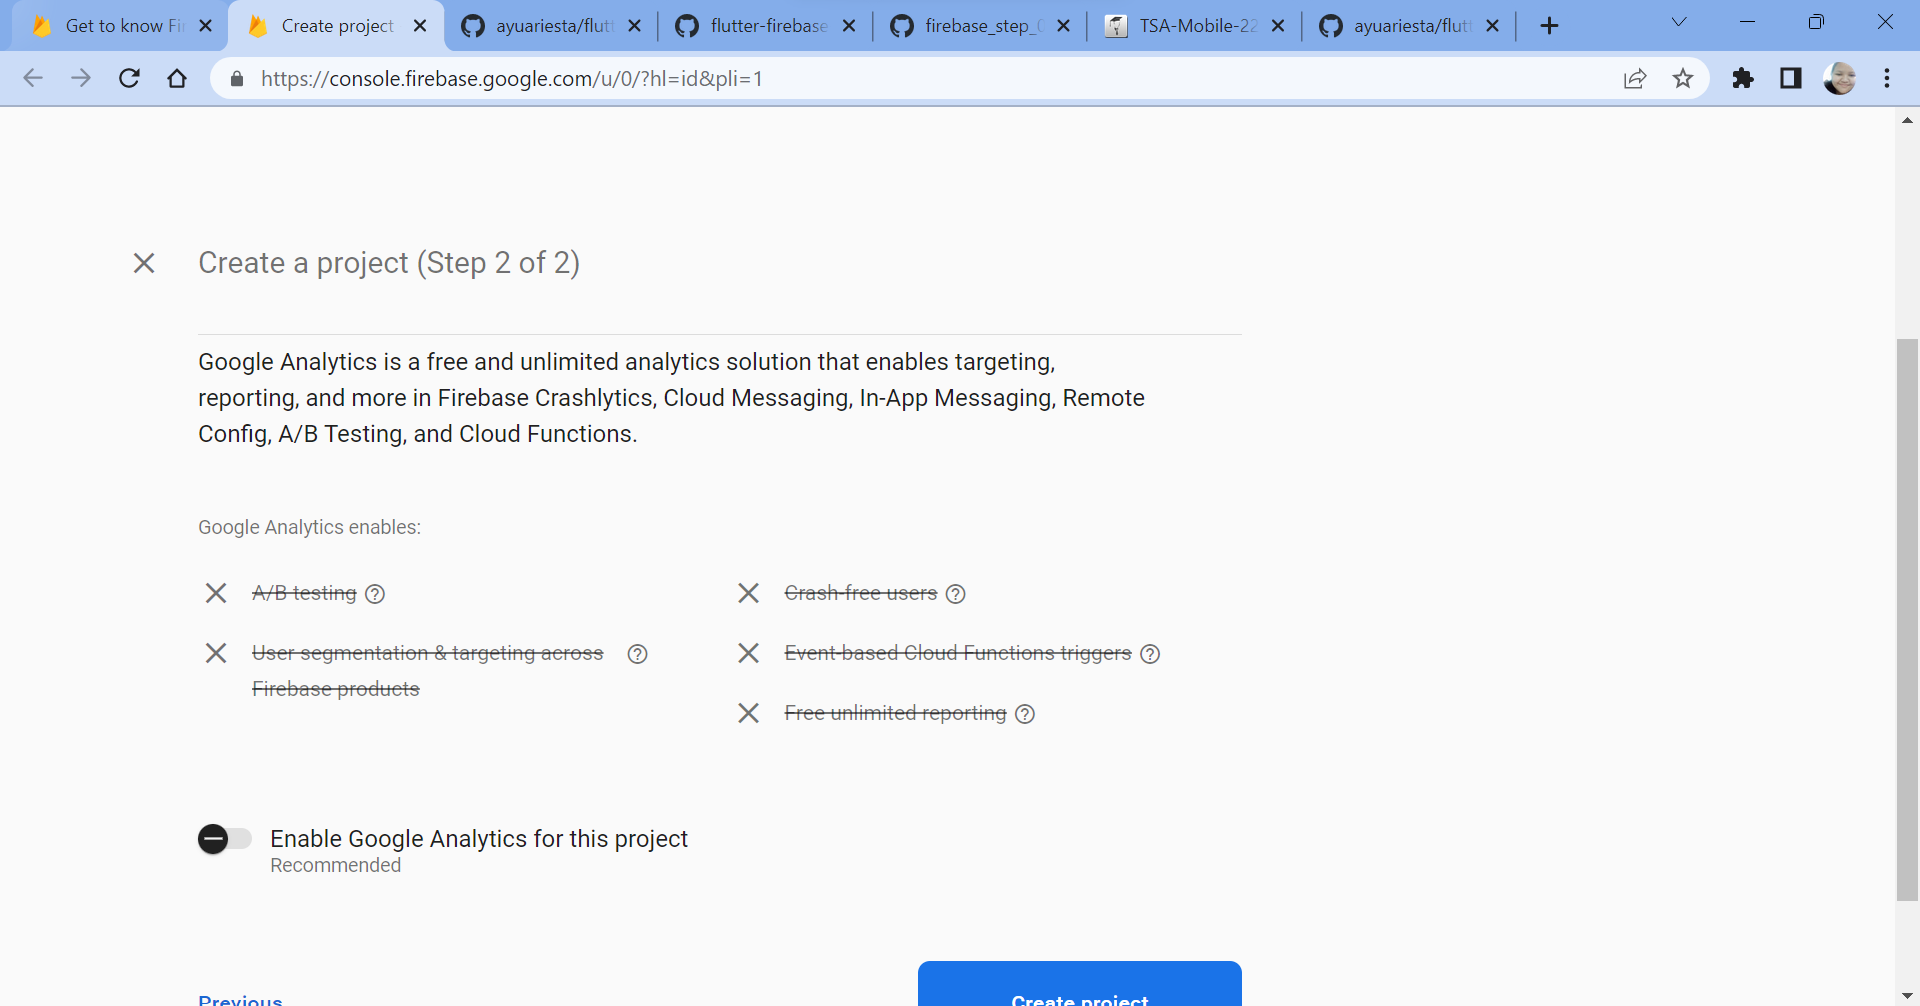 Get to know Fi
Create project
ayuariesta/flutt
flutter-firebase
firebase_step_
TSA-Mobile-22
ayuariesta/flutt
https://console.firebase.google.com/u/0/?hl=id&pli=1
Create a project (Step 2 of 2)
Google Analytics is a free and unlimited analytics solution that enables targeting,
reporting, and more in Firebase Crashlytics, Cloud Messaging, In-App Messaging, Remote
Config, A/B Testing, and Cloud Functions.
Google Analytics enables:
A/B testing
Crash-free users
User segmentation & targeting across
Firebase products
Event-based Cloud Functions triggers
Free unlimited reporting
Enable Google Analytics for this project
Recommended
Previous
Create project